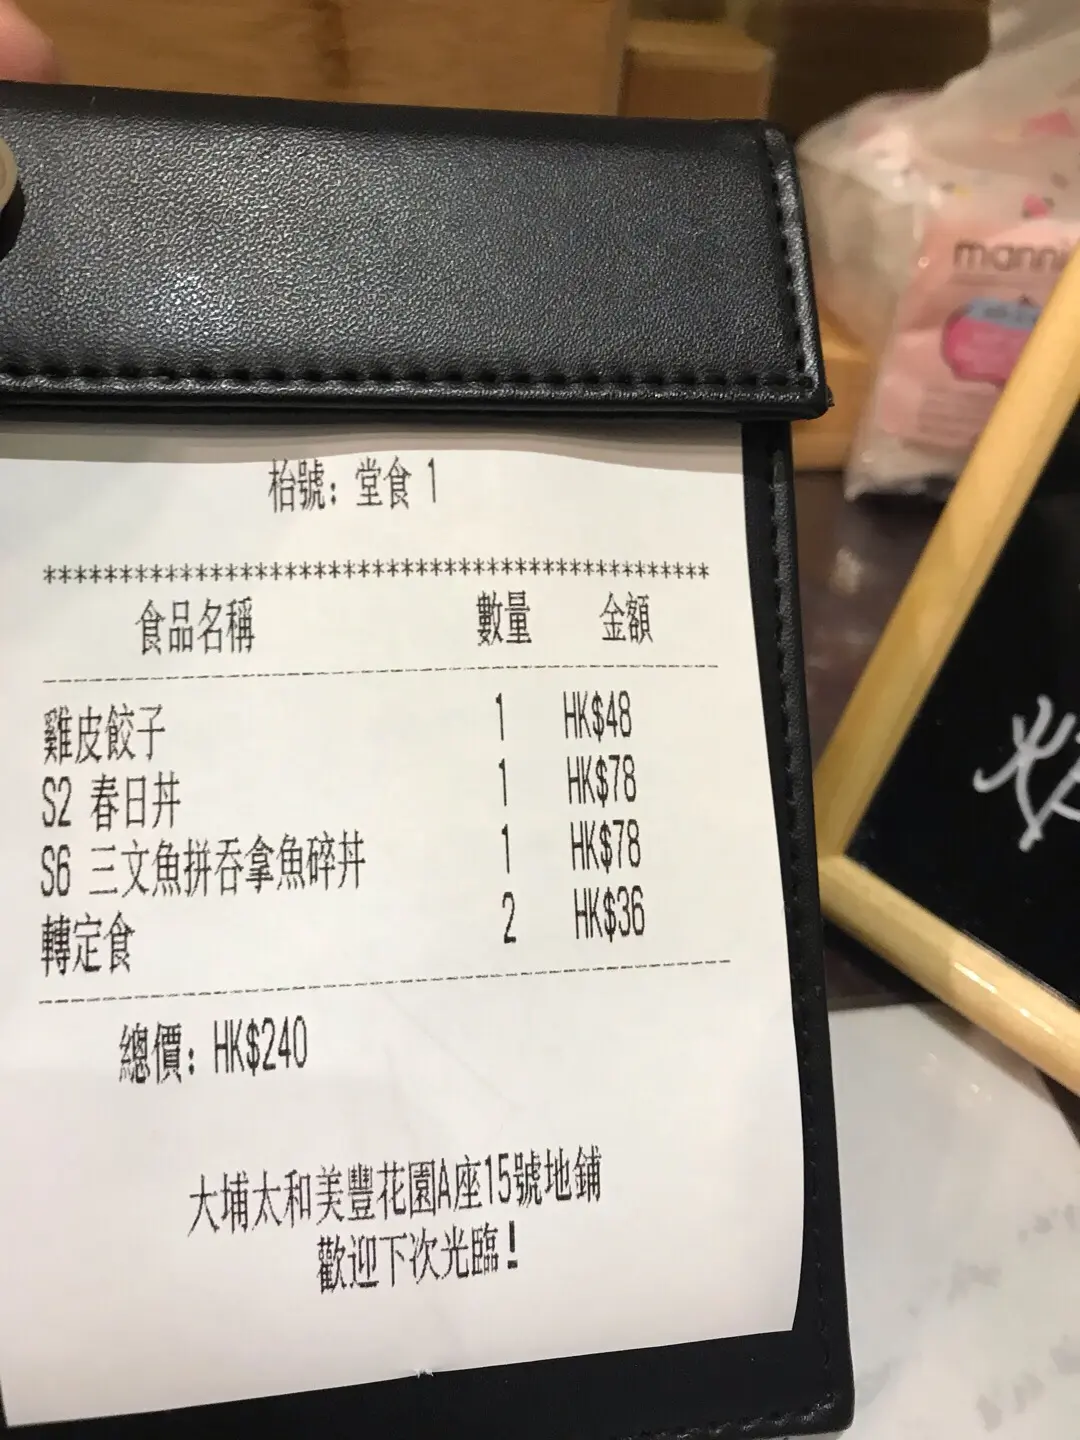 枱號: 堂食 1
**********************************************
食品名稱 數量 金額
雞皮餃子 1 HK$48
S2 春日丼 1 HK$78
S6 三文魚拼吞拿魚碎丼 1 HK$78
轉定食 2 HK$36
總價: HK$240
大埔太和美豐花園A座15號地鋪
歡迎下次光臨!
manni